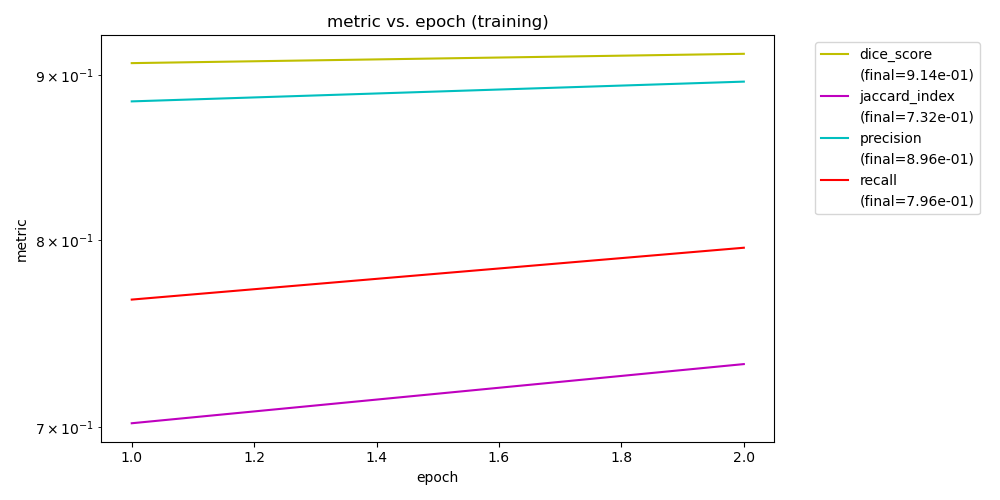 metric vs. epoch (training)
dice_score
(final=9.14e-01)
jaccard_index
(final=7.32e-01)
precision
(final=8.96e-01)
recall
(final=7.96e-01)
metric
9 × 10⁻¹
8 × 10⁻¹
7 × 10⁻¹
1.0 1.2 1.4 1.6 1.8 2.0
epoch